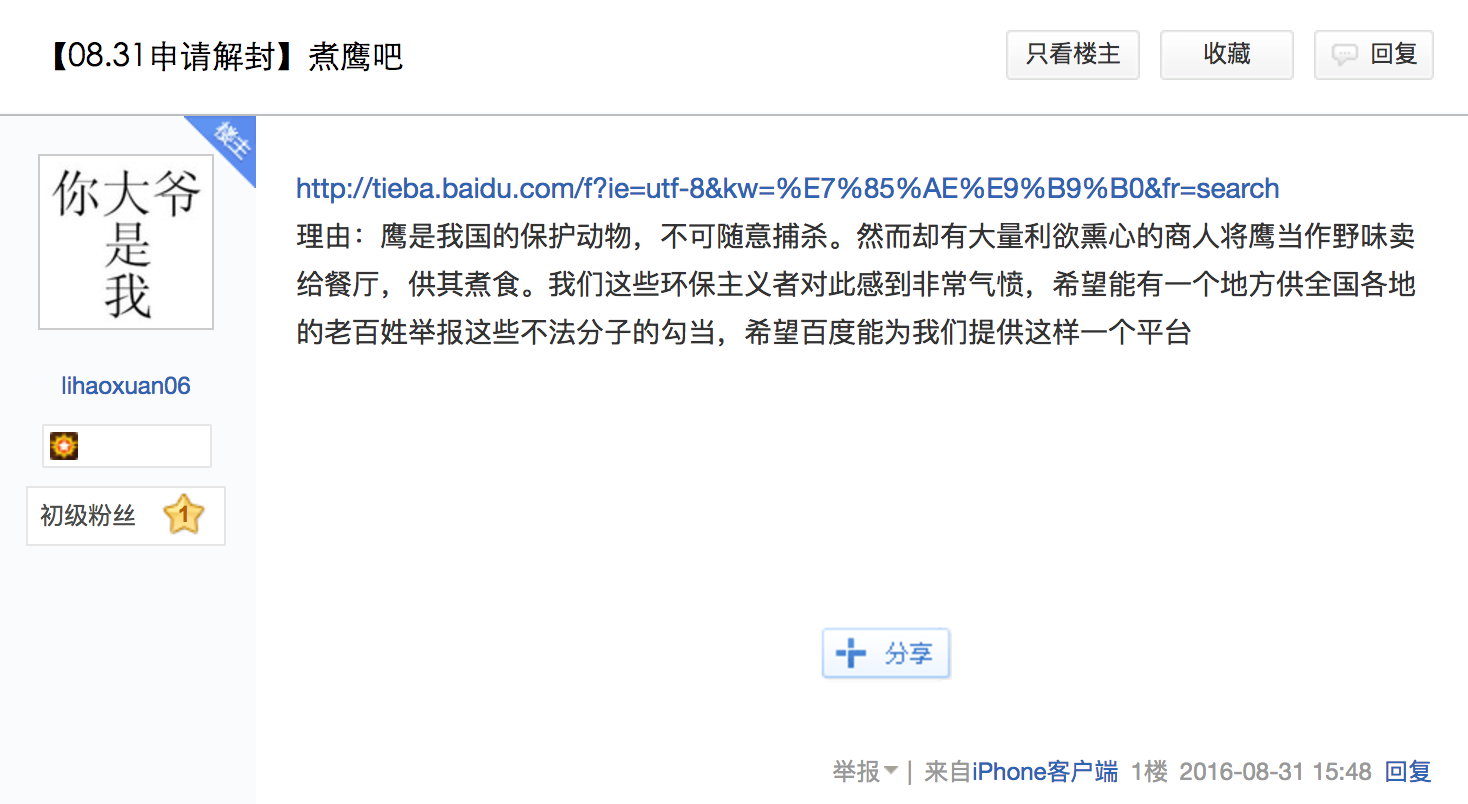 【08.31申请解封】煮鹰吧
只看楼主
收藏
回复
楼主
你大爷
是
我
lihaoxuan06
初级粉丝 1
http://tieba.baidu.com/f?ie=utf-8&kw=%E7%85%AE%E9%B9%B0&fr=search
理由：鹰是我国的保护动物，不可随意捕杀。然而却有大量利欲熏心的商人将鹰当作野味卖
给餐厅，供其煮食。我们这些环保主义者对此感到非常气愤，希望能有一个地方供全国各地
的老百姓举报这些不法分子的勾当，希望百度能为我们提供这样一个平台
分享
举报 | 来自iPhone客户端 1楼 2016-08-31 15:48 回复